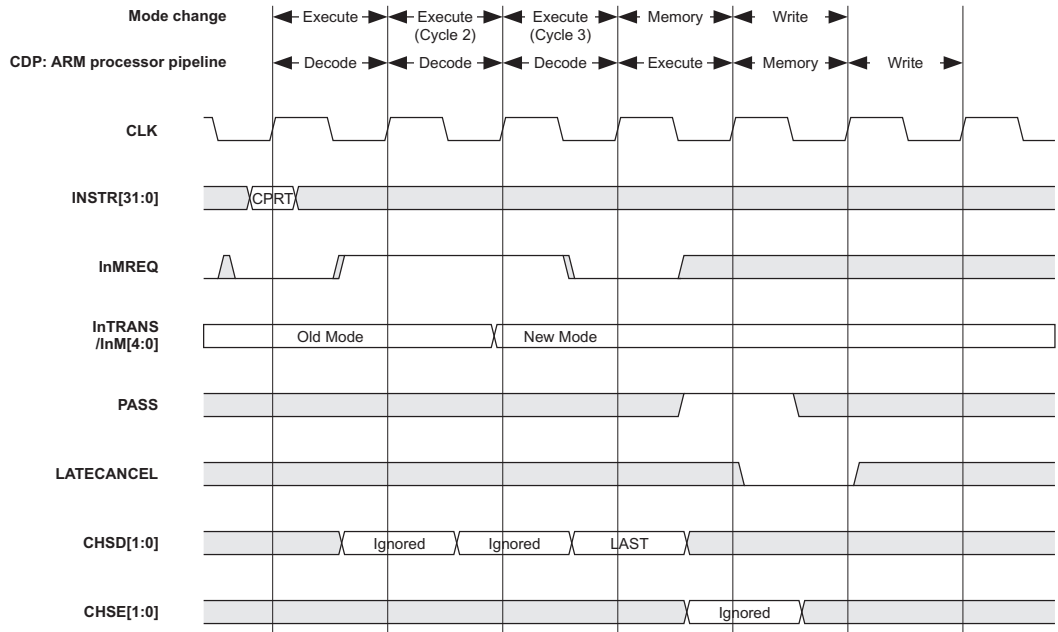 Mode change Execute Execute Execute Memory Write
(Cycle 2) (Cycle 3)
CDP: ARM processor pipeline Decode Decode Decode Execute Memory Write
CLK
INSTR[31:0] CPRT
InMREQ
InTRANS
/InM[4:0] Old Mode New Mode
PASS
LATECANCEL
CHSD[1:0] Ignored Ignored LAST
CHSE[1:0] Ignored